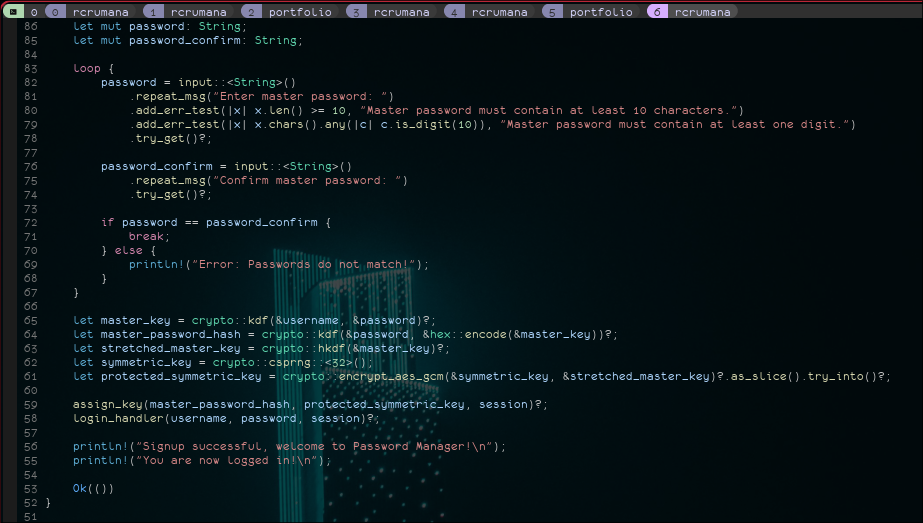 0 0 rcrumana 1 rcrumana 2 portfolio 3 rcrumana 4 rcrumana 5 portfolio 6 rcrumana
86 let mut password: String;
85 let mut password_confirm: String;
84
83 loop {
82 password = input::<String>()
81 .repeat_msg("Enter master password: ")
80 .add_err_test(|x| x.len() >= 10, "Master password must contain at least 10 characters.")
79 .add_err_test(|x| x.chars().any(|c| c.is_digit(10)), "Master password must contain at least one digit.")
78 .try_get()?;
77
76 password_confirm = input::<String>()
75 .repeat_msg("Confirm master password: ")
74 .try_get()?;
73
72 if password == password_confirm {
71 break;
70 } else {
69 println!("Error: Passwords do not match!");
68 }
67 }
66
65 let master_key = crypto::kdf(&username, &password)?;
64 let master_password_hash = crypto::kdf(&password, &hex::encode(&master_key))?;
63 let stretched_master_key = crypto::hkdf(&master_key)?;
62 let symmetric_key = crypto::csprng::<32>();
61 let protected_symmetric_key = crypto::encrypt_aes_gcm(&symmetric_key, &stretched_master_key)?.as_slice().try_into()?;
60
59 assign_key(master_password_hash, protected_symmetric_key, session)?;
58 login_handler(username, password, session)?;
57
56 println!("Signup successful, welcome to Password Manager!\n");
55 println!("You are now logged in!\n");
54
53 Ok(())
52 }
51